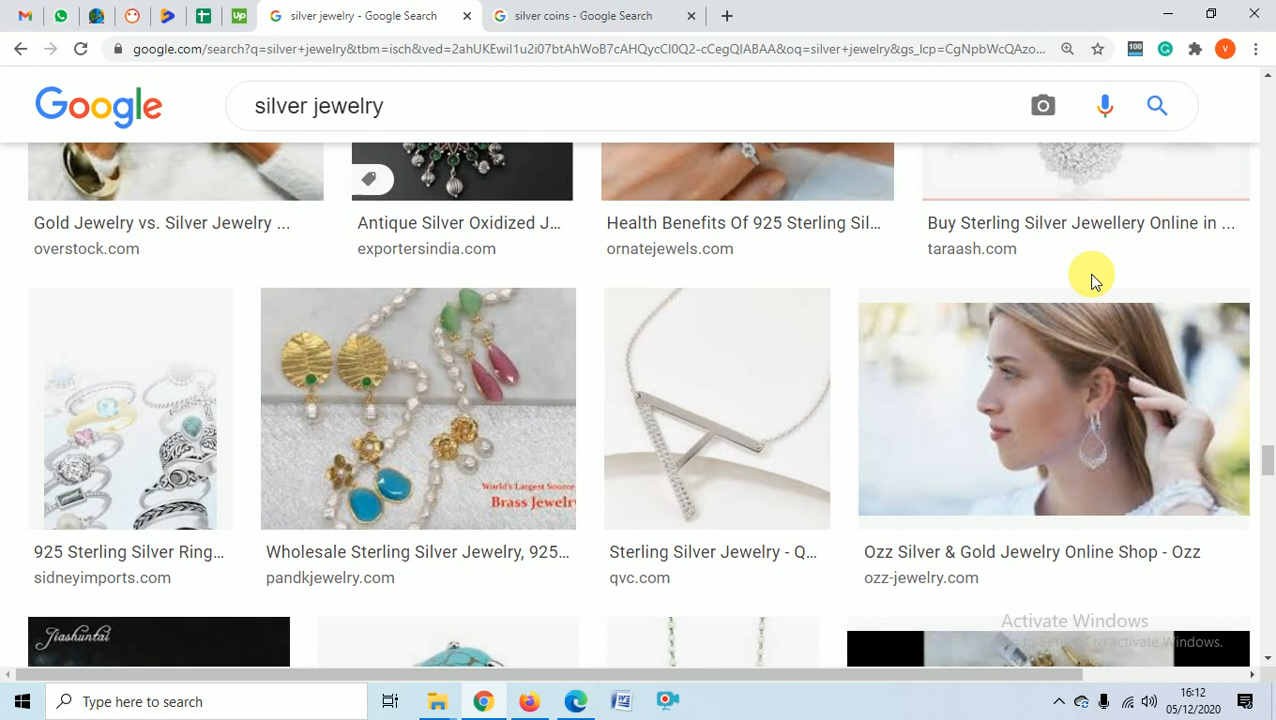 silver jewelry - Google Search
silver coins - Google Search
google.com/search?q=silver+jewelry&tbm=isch&ved=2ahUKEwil1u2i07btAhWoB7cAHQycCI0Q2-cCegQIABAA&oq=silver+jewelry&gs_lcp=CgNpbWcQAzo...
100
V
Up
Google
silver jewelry
Gold Jewelry vs. Silver Jewelry ...
overstock.com
Antique Silver Oxidized J...
exportersindia.com
Health Benefits Of 925 Sterling Sil...
ornatejewels.com
Buy Sterling Silver Jewellery Online in ...
taraash.com
World's Largest Source
Brass Jewelry
925 Sterling Silver Ring...
sidneyimports.com
Wholesale Sterling Silver Jewelry, 925...
pandkjewelry.com
Sterling Silver Jewelry - Q...
qvc.com
Ozz Silver & Gold Jewelry Online Shop - Ozz
ozz-jewelry.com
Jiashuntai
Activate Windows
Go to Settings to activate Windows.
Type here to search
16:12
05/12/2020